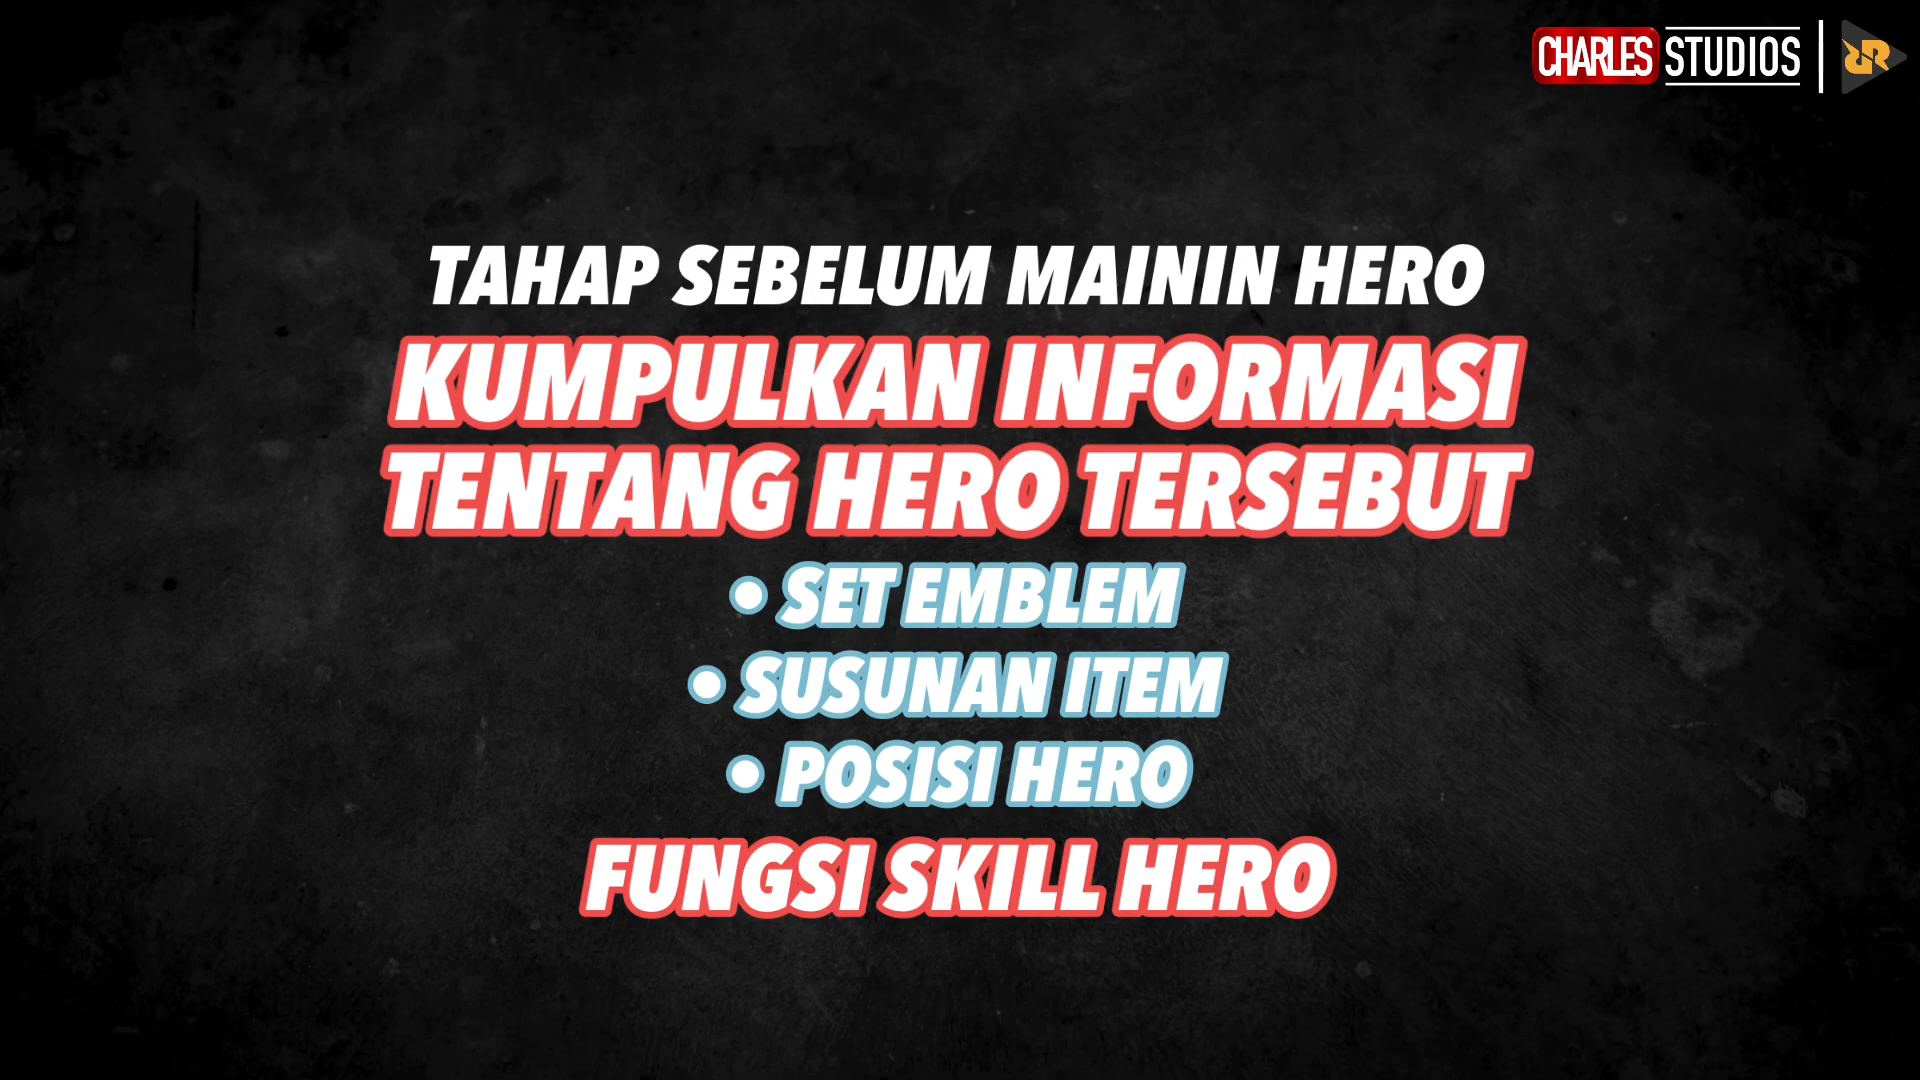 CHARLES STUDIOS
TAHAP SEBELUM MAININ HERO
KUMPULKAN INFORMASI
TENTANG HERO TERSEBUT
• SET EMBLEM
• SUSUNAN ITEM
• POSISI HERO
FUNGSI SKILL HERO